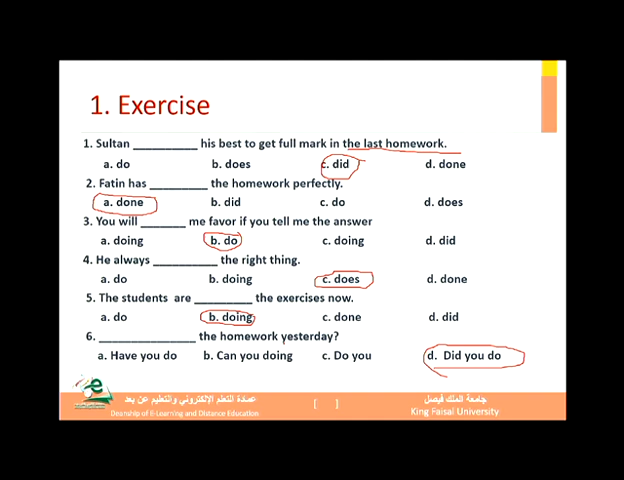 1. Exercise
1. Sultan __________ his best to get full mark in the last homework.
a. do b. does c. did d. done
2. Fatin has _________ the homework perfectly.
a. done b. did c. do d. does
3. You will _______ me favor if you tell me the answer
a. doing b. do c. doing d. did
4. He always __________ the right thing.
a. do b. doing c. does d. done
5. The students are _________ the exercises now.
a. do b. doing c. done d. did
6. _______________ the homework yesterday?
a. Have you do b. Can you doing c. Do you d. Did you do
عمادة التعلم الإلكتروني والتعليم عن بعد [ ] جامعة الملك فيصل
Deanship of E-Learning and Distance Education King Faisal University